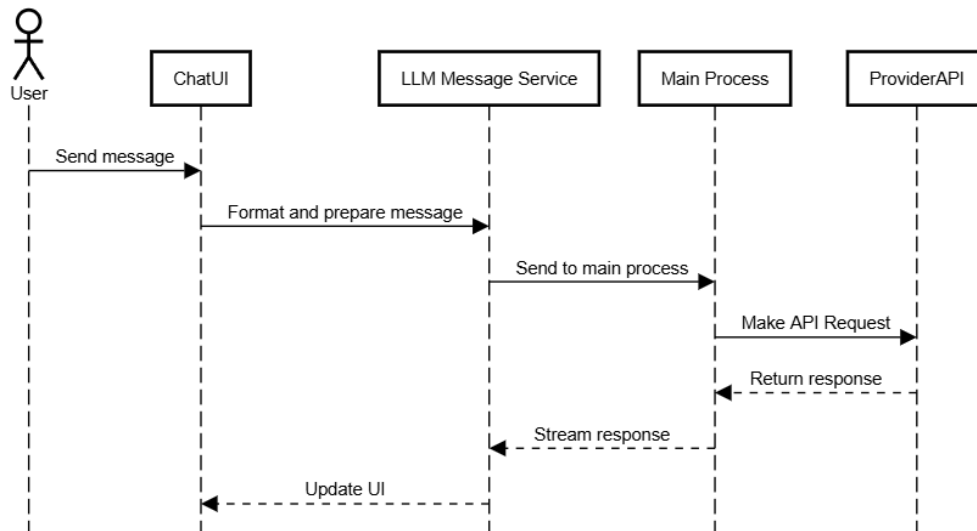 User
ChatUI
LLM Message Service
Main Process
ProviderAPI
Send message
Format and prepare message
Send to main process
Make API Request
Return response
Stream response
Update UI